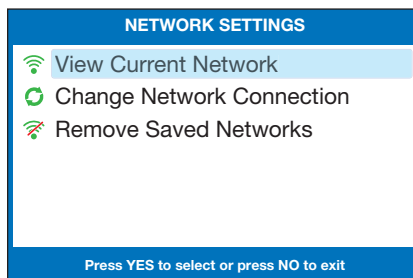 NETWORK SETTINGS
View Current Network
Change Network Connection
Remove Saved Networks
Press YES to select or press NO to exit